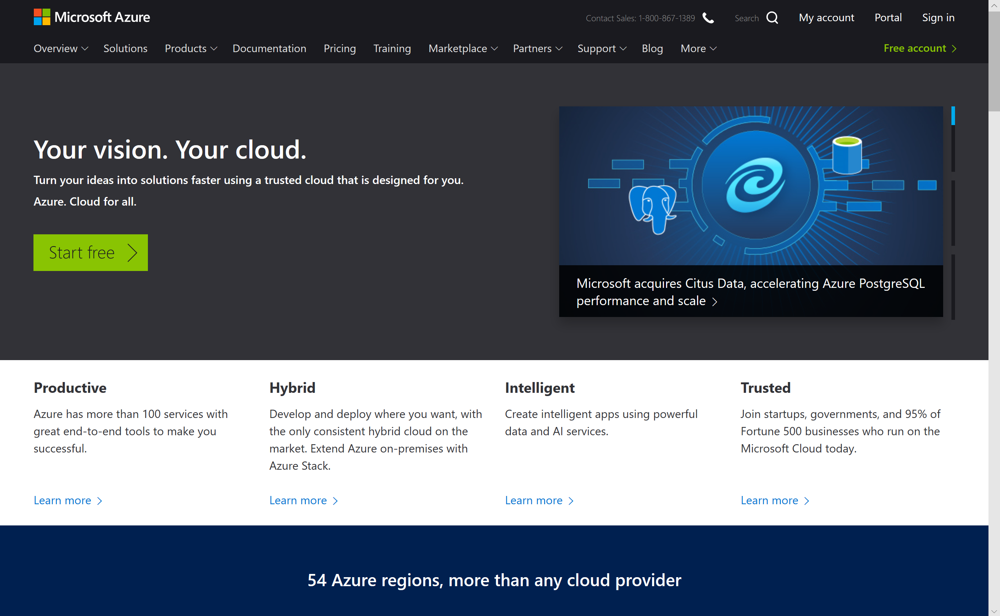 Microsoft Azure
Contact Sales: 1-800-867-1389
Search
My account
Portal
Sign in
Overview
Solutions
Products
Documentation
Pricing
Training
Marketplace
Partners
Support
Blog
More
Free account
Your vision. Your cloud.
Turn your ideas into solutions faster using a trusted cloud that is designed for you.
Azure. Cloud for all.
Start free
Microsoft acquires Citus Data, accelerating Azure PostgreSQL
performance and scale
Productive
Azure has more than 100 services with
great end-to-end tools to make you
successful.
Learn more
Hybrid
Develop and deploy where you want, with
the only consistent hybrid cloud on the
market. Extend Azure on-premises with
Azure Stack.
Learn more
Intelligent
Create intelligent apps using powerful
data and AI services.
Learn more
Trusted
Join startups, governments, and 95% of
Fortune 500 businesses who run on the
Microsoft Cloud today.
Learn more
54 Azure regions, more than any cloud provider